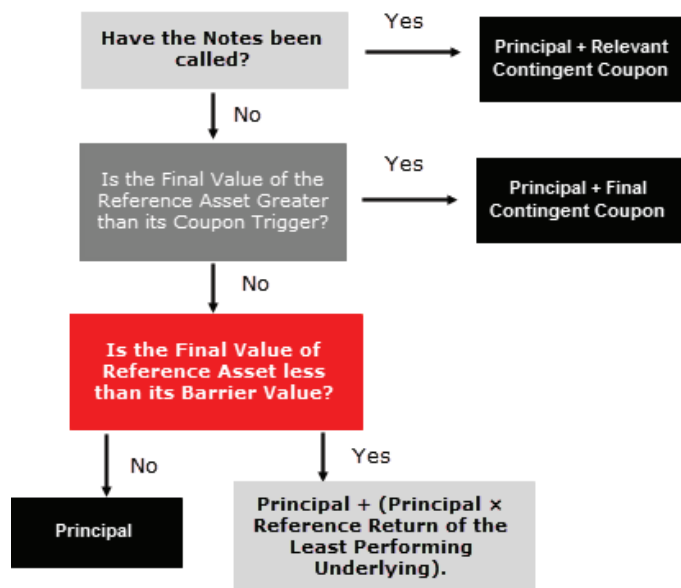 Have the Notes been
called?
Yes
Principal + Relevant
Contingent Coupon
No
Is the Final Value of the
Reference Asset Greater
than its Coupon Trigger?
Yes
Principal + Final
Contingent Coupon
No
Is the Final Value of
Reference Asset less
than its Barrier Value?
No
Yes
Principal
Principal + (Principal ×
Reference Return of the
Least Performing
Underlying).